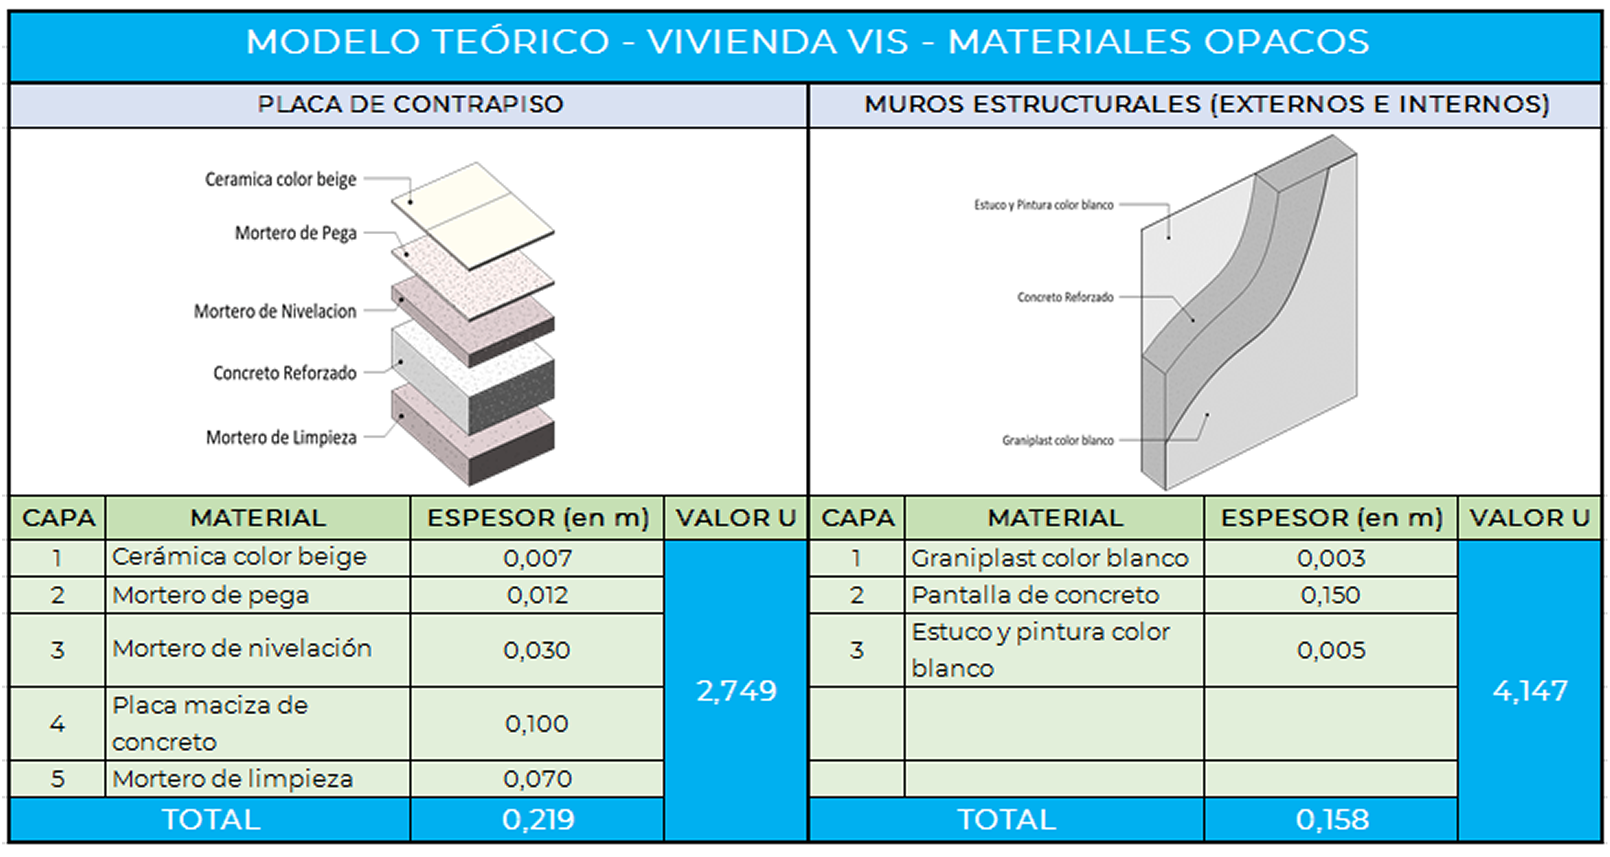 MODELO TEÓRICO - VIVIENDA VIS - MATERIALES OPACOS
PLACA DE CONTRAPISO
Ceramica color beige
Mortero de Pega
Mortero de Nivelacion
Concreto Reforzado
Mortero de Limpieza
CAPA MATERIAL ESPESOR (en m) VALOR U
1 Cerámica color beige 0,007
2 Mortero de pega 0,012
3 Mortero de nivelación 0,030
4 Placa maciza de
concreto 0,100
5 Mortero de limpieza 0,070
2,749
TOTAL 0,219
MUROS ESTRUCTURALES (EXTERNOS E INTERNOS)
Estuco y Pintura color blanco
Concreto Reforzado
Graniplast color blanco
CAPA MATERIAL ESPESOR (en m) VALOR U
1 Graniplast color blanco 0,003
2 Pantalla de concreto 0,150
3 Estuco y pintura color
blanco 0,005
4,147
TOTAL 0,158